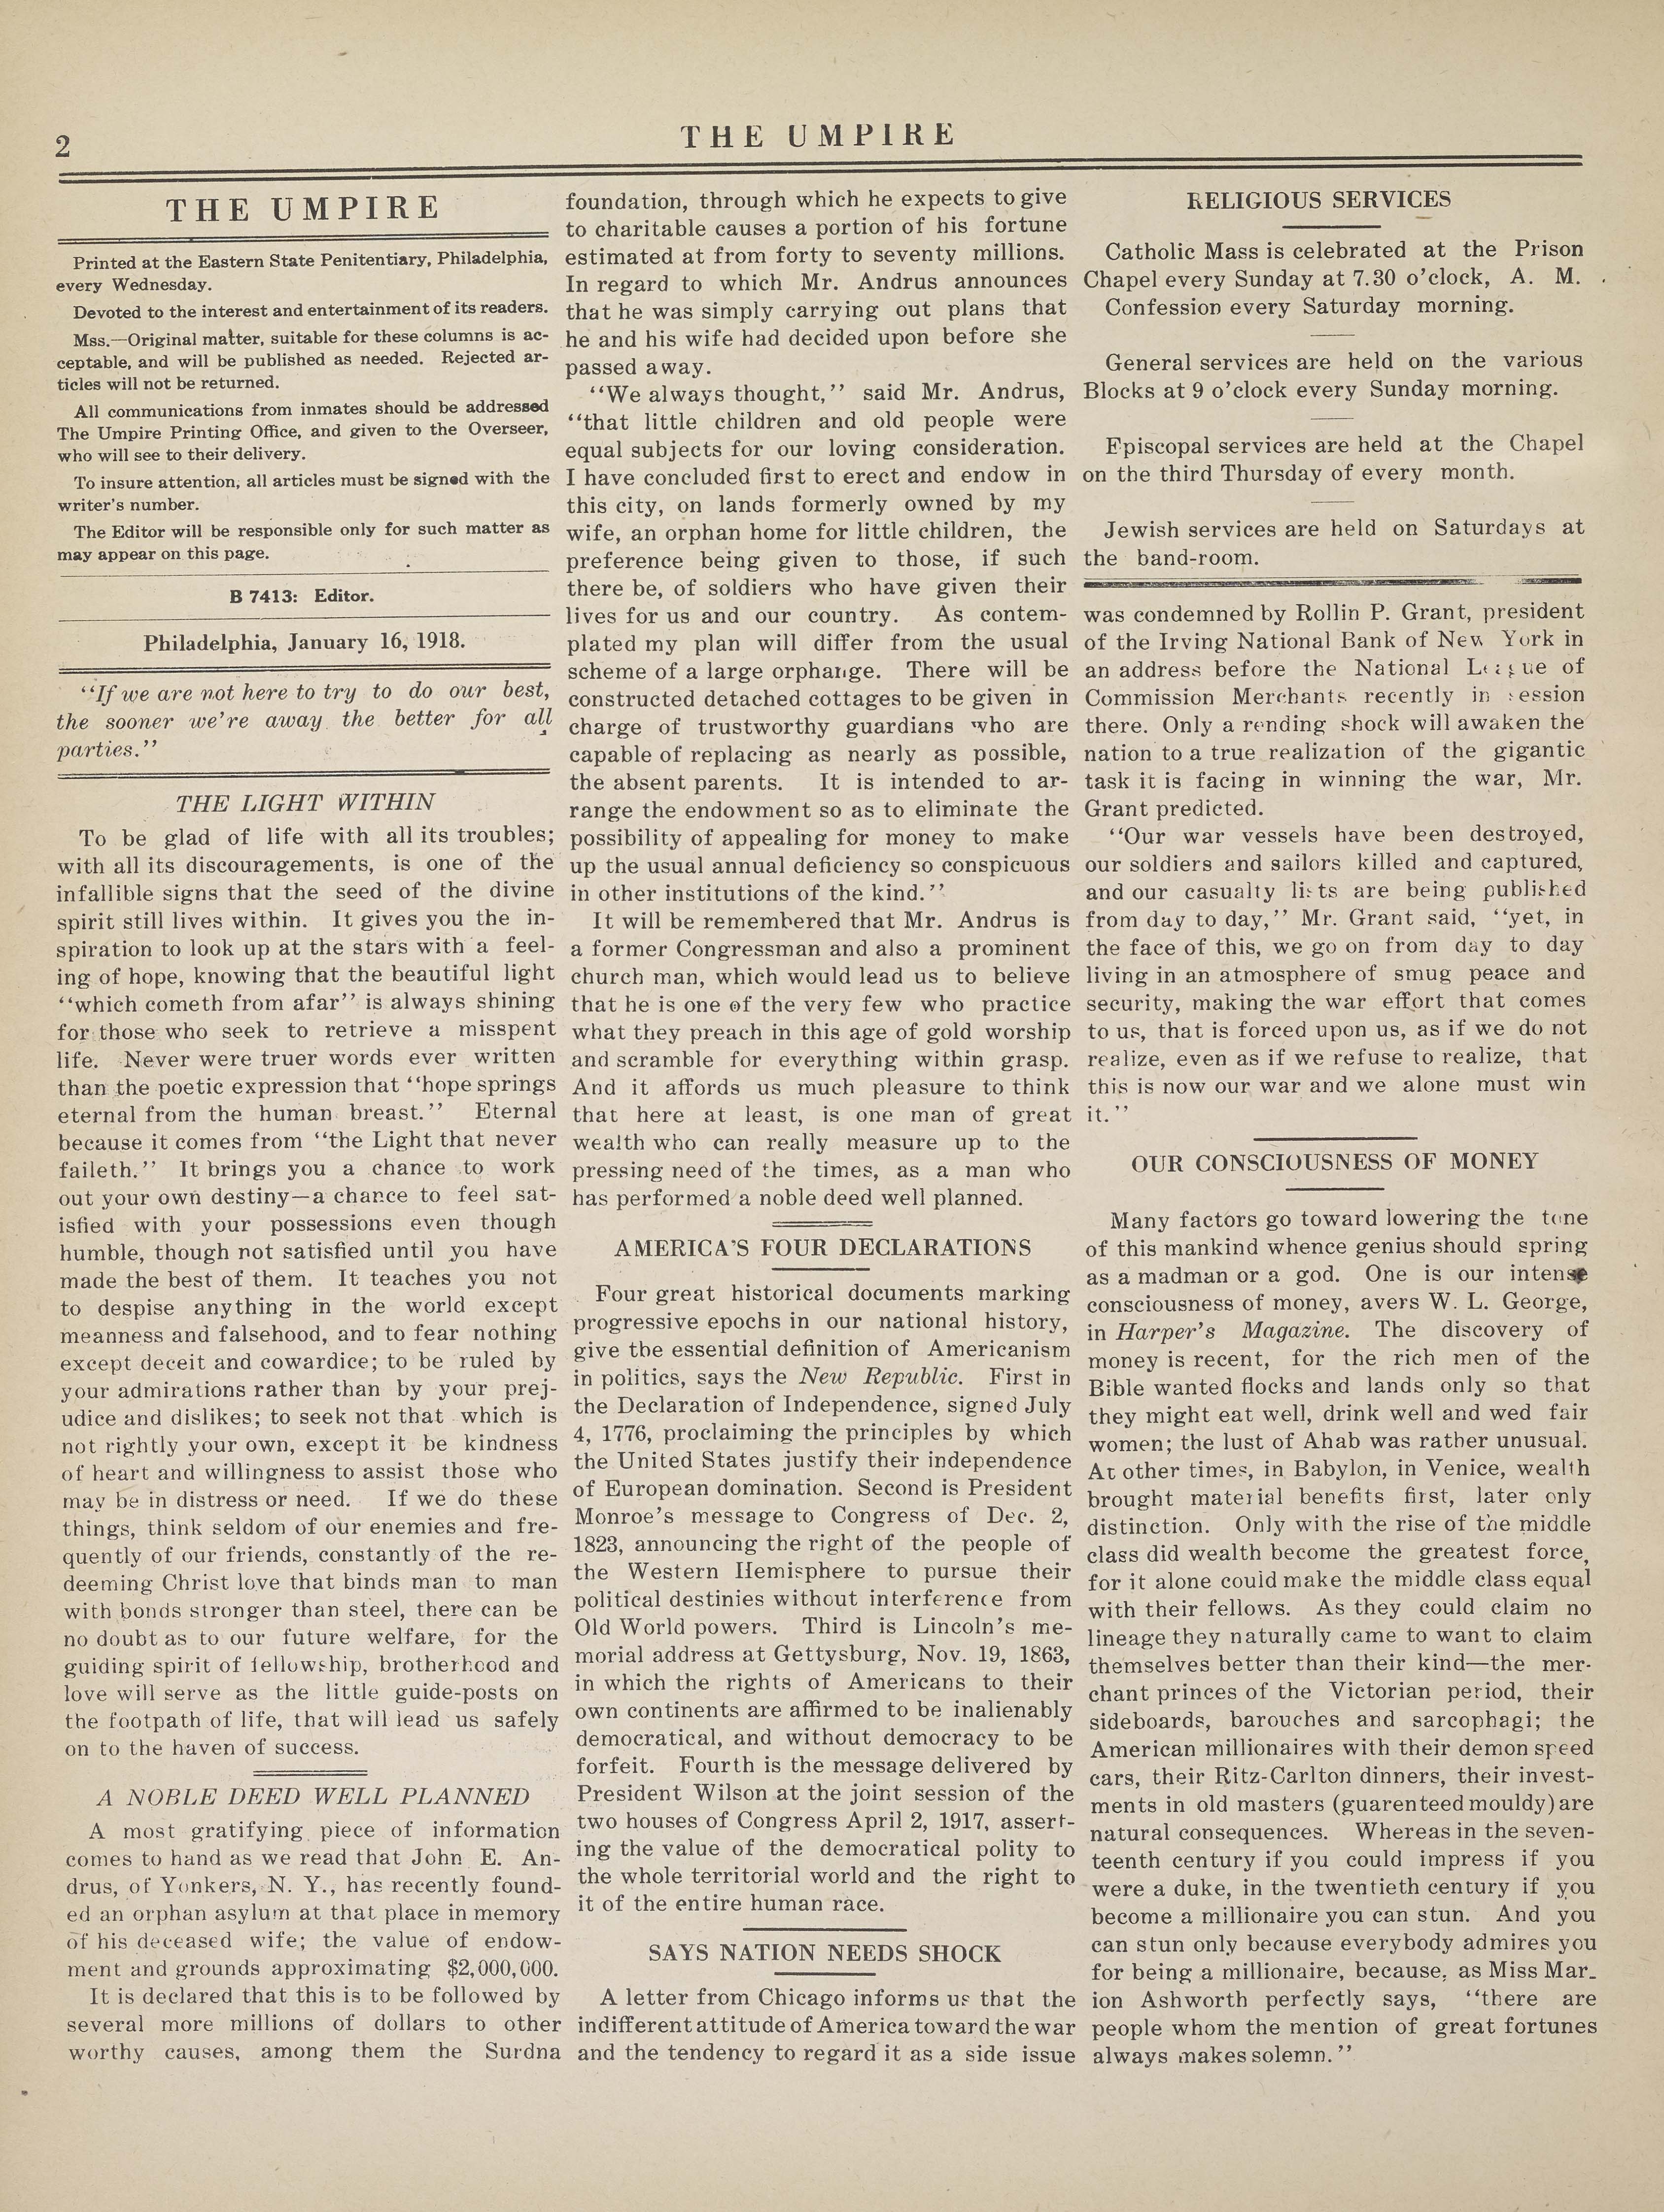 2
THE UMPIRE
THE UMPIRE
Printed at the Eastern State Penitentiary, Philadelphia,
every Wednesday.
Devoted to the interest and entertainment of its readers.
Mss.—Original matter, suitable for these columns is ac-
ceptable, and will be published as needed. Rejected ar-
ticles will not be returned.
All communications from inmates should be addressed
The Umpire Printing Office, and given to the Overseer,
who will see to their delivery.
To insure attention, all articles must be signed with the
writer's number.
The Editor will be responsible only for such matter as
may appear on this page.
B 7413: Editor.
Philadelphia, January 16, 1918.
"If we are not here to try to do our best,
the sooner we're away the better for all
parties."
THE LIGHT WITHIN
To be glad of life with all its troubles;
with all its discouragements, is one of the
infallible signs that the seed of the divine
spirit still lives within. It gives you the in-
spiration to look up at the stars with a feel-
ing of hope, knowing that the beautiful light
"which cometh from afar" is always shining
for those who seek to retrieve a misspent
life. Never were truer words ever written
than the poetic expression that "hope springs
eternal from the human breast." Eternal
because it comes from "the Light that never
faileth." It brings you a chance to work
out your own destiny—a chance to feel sat-
isfied with your possessions even though
humble, though not satisfied until you have
made the best of them. It teaches you not
to despise anything in the world except
meanness and falsehood, and to fear nothing
except deceit and cowardice; to be ruled by
your admirations rather than by your prej-
udice and dislikes; to seek not that which is
not rightly your own, except it be kindness
of heart and willingness to assist those who
may be in distress or need. If we do these
things, think seldom of our enemies and fre-
quently of our friends, constantly of the re-
deeming Christ love that binds man to man
with bonds stronger than steel, there can be
no doubt as to our future welfare, for the
guiding spirit of fellowship, brotherhood and
love will serve as the little guide-posts on
the footpath of life, that will lead us safely
on to the haven of success.
A NOBLE DEED WELL PLANNED
A most gratifying piece of information
comes to hand as we read that John E. An-
drus, of Yonkers, N. Y., has recently found-
ed an orphan asylum at that place in memory
of his deceased wife; the value of endow-
ment and grounds approximating $2,000,000.
It is declared that this is to be followed by
several more millions of dollars to other
worthy causes, among them the Surdna
foundation, through which he expects to give
to charitable causes a portion of his fortune
estimated at from forty to seventy millions.
In regard to which Mr. Andrus announces
that he was simply carrying out plans that
he and his wife had decided upon before she
passed away.
"We always thought," said Mr. Andrus,
"that little children and old people were
equal subjects for our loving consideration.
I have concluded first to erect and endow in
this city, on lands formerly owned by my
wife, an orphan home for little children, the
preference being given to those, if such
there be, of soldiers who have given their
lives for us and our country. As contem-
plated my plan will differ from the usual
scheme of a large orphange. There will be
constructed detached cottages to be given in
charge of trustworthy guardians who are
capable of replacing as nearly as possible,
the absent parents. It is intended to ar-
range the endowment so as to eliminate the
possibility of appealing for money to make
up the usual annual deficiency so conspicuous
in other institutions of the kind."
It will be remembered that Mr. Andrus is
a former Congressman and also a prominent
church man, which would lead us to believe
that he is one of the very few who practice
what they preach in this age of gold worship
and scramble for everything within grasp.
And it affords us much pleasure to think
that here at least, is one man of great
wealth who can really measure up to the
pressing need of the times, as a man who
has performed a noble deed well planned.
AMERICA'S FOUR DECLARATIONS
Four great historical documents marking
progressive epochs in our national history,
give the essential definition of Americanism
in politics, says the New Republic. First in
the Declaration of Independence, signed July
4, 1776, proclaiming the principles by which
the United States justify their independence
of European domination. Second is President
Monroe's message to Congress of Dec. 2,
1823, announcing the right of the people of
the Western Hemisphere to pursue their
political destinies without interference from
Old World powers. Third is Lincoln's me-
morial address at Gettysburg, Nov. 19, 1863,
in which the rights of Americans to their
own continents are affirmed to be inalienably
democratical, and without democracy to be
forfeit. Fourth is the message delivered by
President Wilson at the joint session of the
two houses of Congress April 2, 1917, assert-
ing the value of the democratical polity to
the whole territorial world and the right to
it of the entire human race.
SAYS NATION NEEDS SHOCK
A letter from Chicago informs us that the
indifferent attitude of America toward the war
and the tendency to regard it as a side issue
RELIGIOUS SERVICES
Catholic Mass is celebrated at the Prison
Chapel every Sunday at 7.30 o'clock, A. M.
Confession every Saturday morning.
General services are held on the various
Blocks at 9 o'clock every Sunday morning.
Episcopal services are held at the Chapel
on the third Thursday of every month.
Jewish services are held on Saturdays at
the band-room.
was condemned by Rollin P. Grant, president
of the Irving National Bank of New York in
an address before the National League of
Commission Merchants recently in session
there. Only a rending shock will awaken the
nation to a true realization of the gigantic
task it is facing in winning the war, Mr.
Grant predicted.
"Our war vessels have been destroyed,
our soldiers and sailors killed and captured,
and our casualty lists are being published
from day to day," Mr. Grant said, "yet, in
the face of this, we go on from day to day
living in an atmosphere of smug peace and
security, making the war effort that comes
to us, that is forced upon us, as if we do not
realize, even as if we refuse to realize, that
this is now our war and we alone must win
it."
OUR CONSCIOUSNESS OF MONEY
Many factors go toward lowering the tone
of this mankind whence genius should spring
as a madman or a god. One is our intense
consciousness of money, avers W. L. George,
in Harper's Magazine. The discovery of
money is recent, for the rich men of the
Bible wanted flocks and lands only so that
they might eat well, drink well and wed fair
women; the lust of Ahab was rather unusual.
At other times, in Babylon, in Venice, wealth
brought material benefits first, later only
distinction. Only with the rise of the middle
class did wealth become the greatest force,
for it alone could make the middle class equal
with their fellows. As they could claim no
lineage they naturally came to want to claim
themselves better than their kind—the mer-
chant princes of the Victorian period, their
sideboards, barouches and sarcophagi; the
American millionaires with their demon speed
cars, their Ritz-Carlton dinners, their invest-
ments in old masters (guarenteed mouldy) are
natural consequences. Whereas in the seven-
teenth century if you could impress if you
were a duke, in the twentieth century if you
become a millionaire you can stun. And you
can stun only because everybody admires you
for being a millionaire, because, as Miss Mar-
ion Ashworth perfectly says, "there are
people whom the mention of great fortunes
always makes solemn."